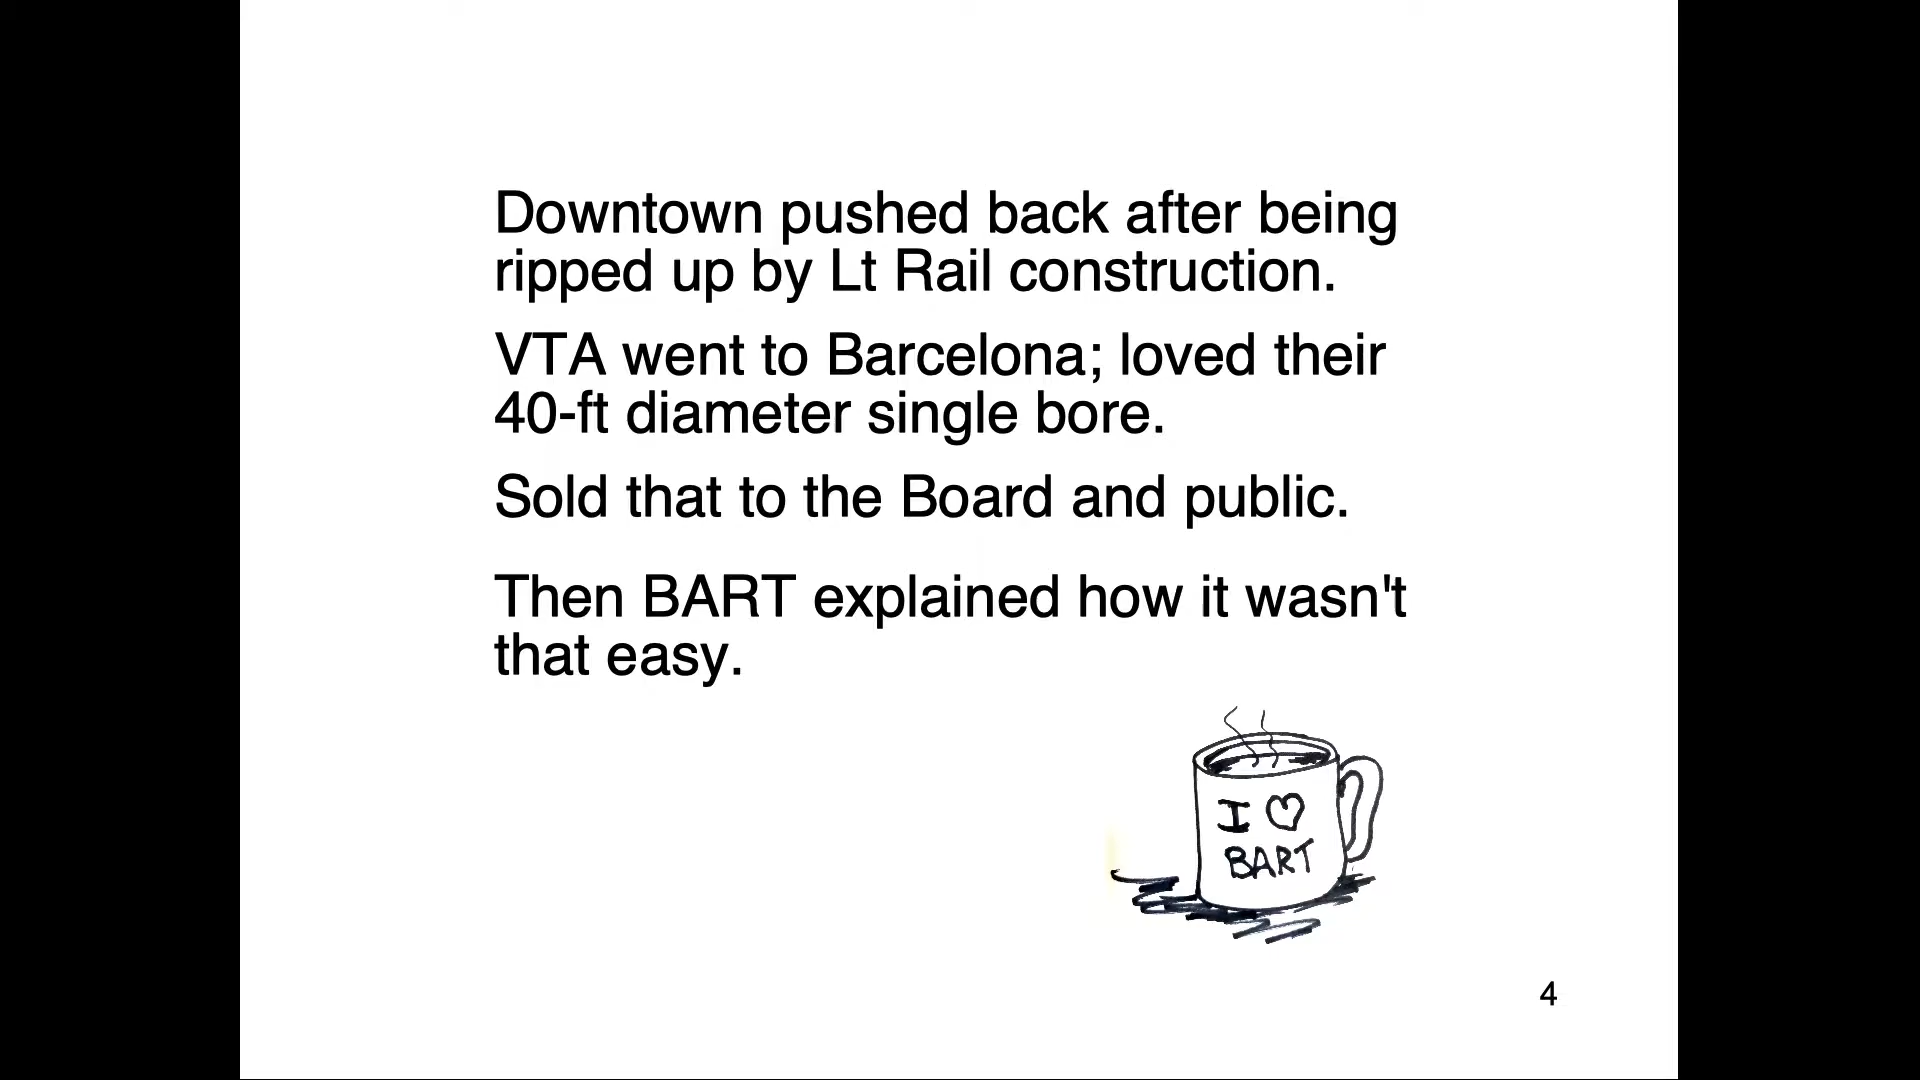 Downtown pushed back after being
ripped up by Lt Rail construction.
VTA went to Barcelona; loved their
40-ft diameter single bore.
Sold that to the Board and public.
Then BART explained how it wasn't
that easy.
I ♡
BART
4